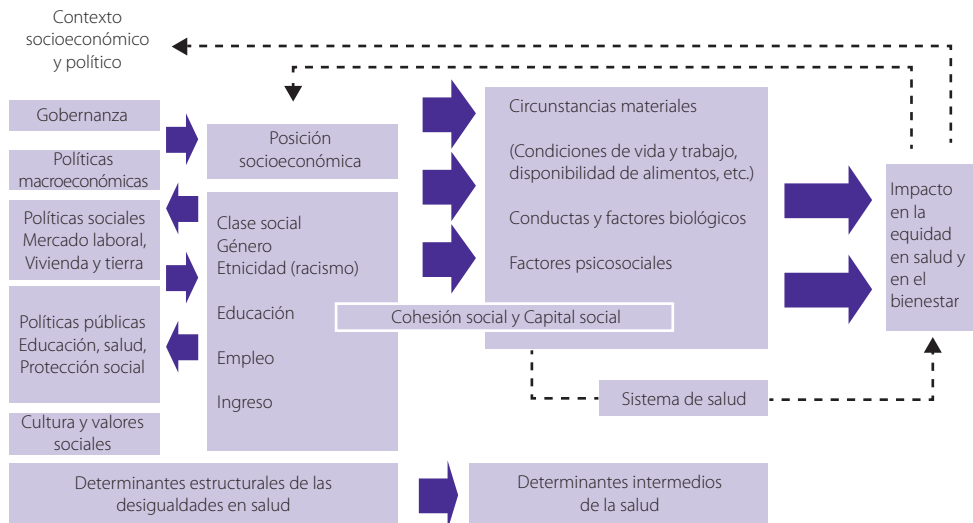 Contexto
socioeconómico
y político
Gobernanza
Políticas
macroeconómicas
Políticas sociales
Mercado laboral,
Vivienda y tierra
Políticas públicas
Educación, salud,
Protección social
Cultura y valores
sociales
Posición
socioeconómica
Clase social
Género
Etnicidad (racismo)
Educación
Empleo
Ingreso
Cohesión social y Capital social
Circunstancias materiales
(Condiciones de vida y trabajo,
disponibilidad de alimentos, etc.)
Conductas y factores biológicos
Factores psicosociales
Sistema de salud
Impacto
en la
equidad
en salud y
en el
bienestar
Determinantes estructurales de las
desigualdades en salud
Determinantes intermedios
de la salud